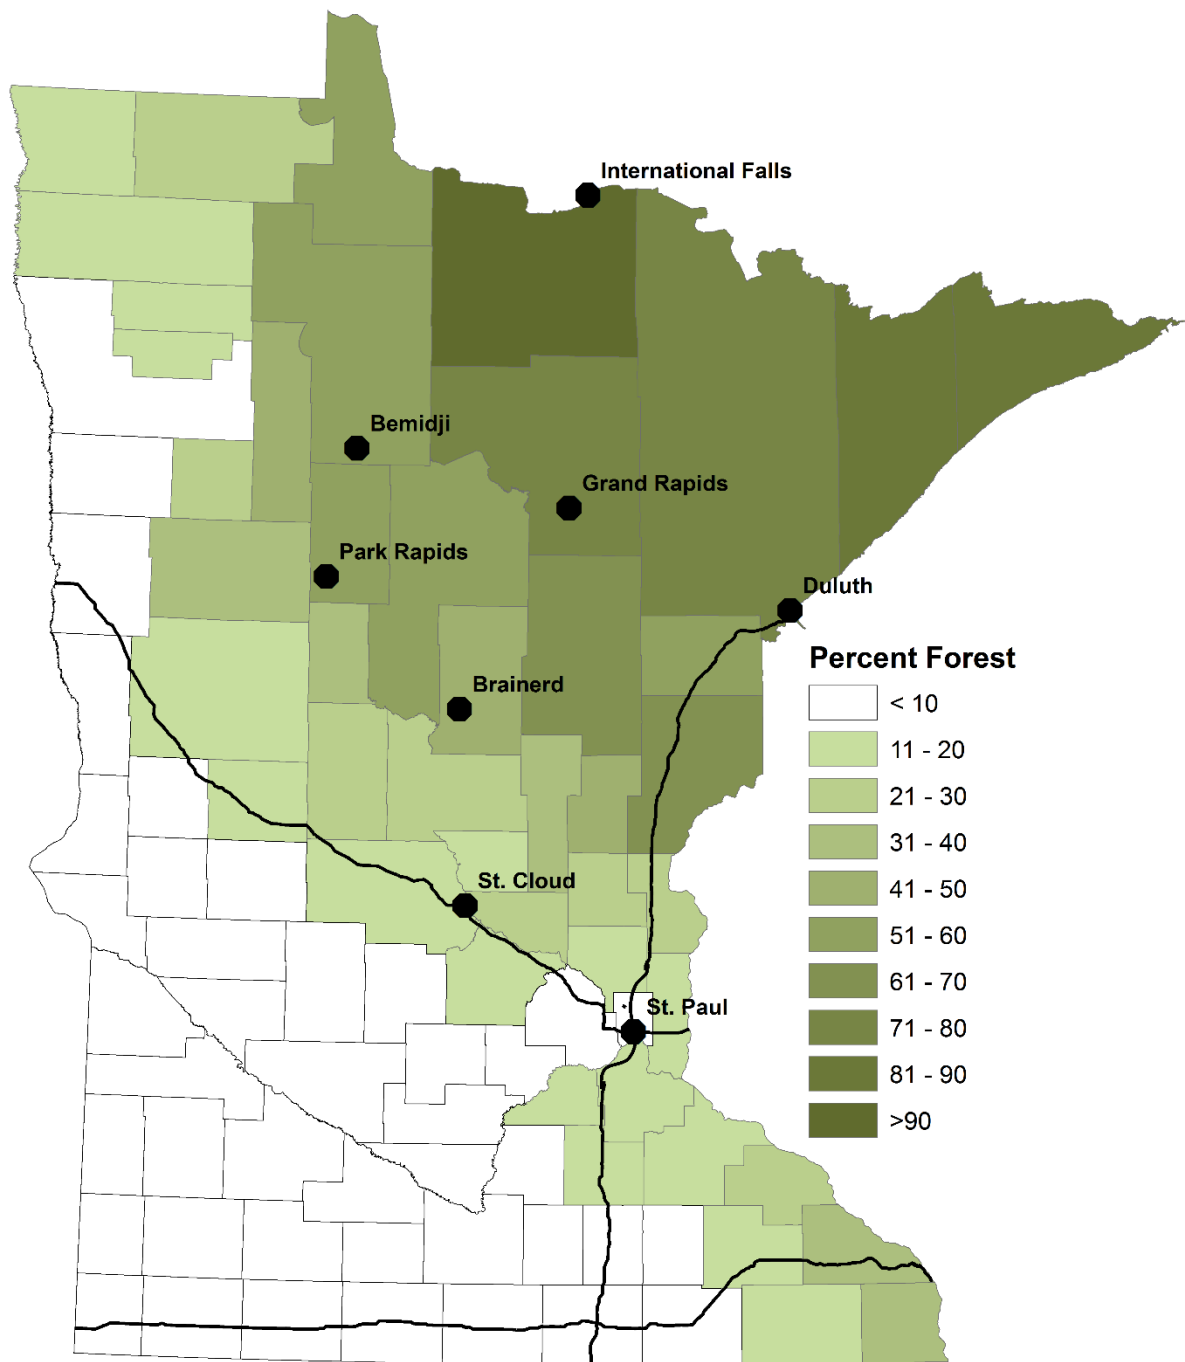 International Falls
Bemidji
Grand Rapids
Park Rapids
Duluth
Brainerd
St. Cloud
St. Paul
Percent Forest
< 10
11 - 20
21 - 30
31 - 40
41 - 50
51 - 60
61 - 70
71 - 80
81 - 90
>90